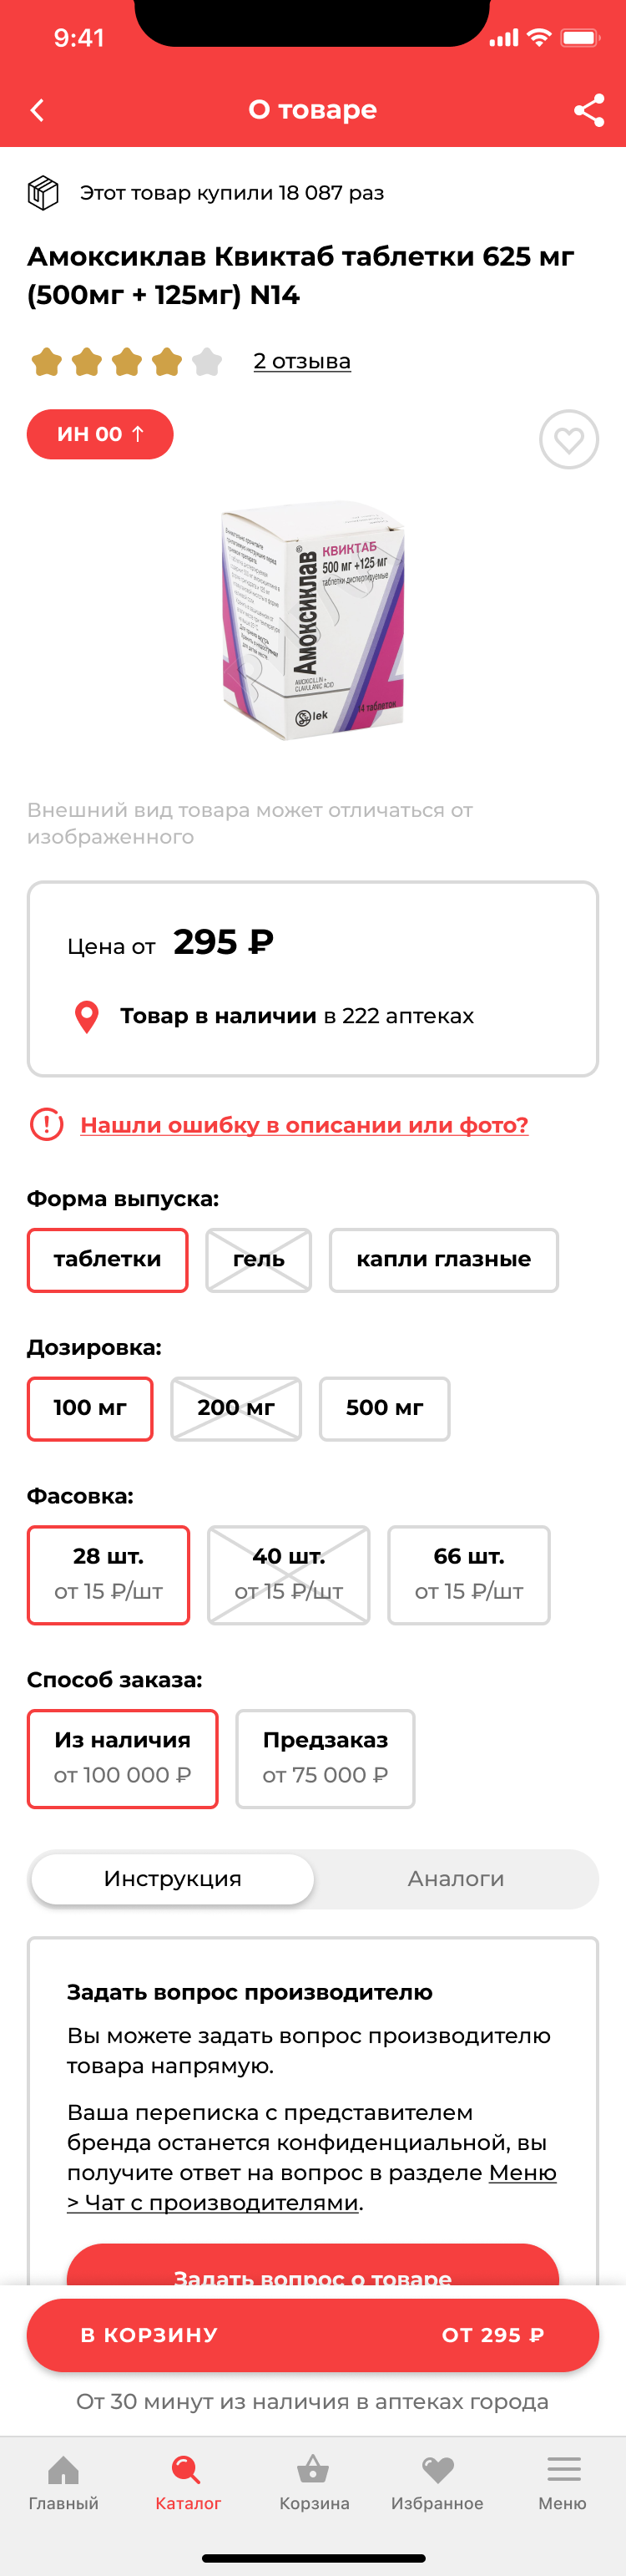 9:41
О товаре
Этот товар купили 18 087 раз
Амоксиклав Квиктаб таблетки 625 мг
(500мг + 125мг) N14
2 отзыва
ИН 00 ↑
Амоксиклав®
КВИКТАБ
500 мг +125 мг
таблетки диспергируемые
AMOXICILLIN +
CLAVULANIC ACID
lek
14 таблеток
Внешний вид товара может отличаться от
изображенного
Цена от 295 ₽
Товар в наличии в 222 аптеках
Нашли ошибку в описании или фото?
Форма выпуска:
таблетки гель капли глазные
Дозировка:
100 мг 200 мг 500 мг
Фасовка:
28 шт. 40 шт. 66 шт.
от 15 ₽/шт от 15 ₽/шт от 15 ₽/шт
Способ заказа:
Из наличия Предзаказ
от 100 000 ₽ от 75 000 ₽
Инструкция Аналоги
Задать вопрос производителю
Вы можете задать вопрос производителю
товара напрямую.
Ваша переписка с представителем
бренда останется конфиденциальной, вы
получите ответ на вопрос в разделе Меню
> Чат с производителями.
Задать вопрос о товаре
В КОРЗИНУ ОТ 295 ₽
От 30 минут из наличия в аптеках города
Главный Каталог Корзина Избранное Меню